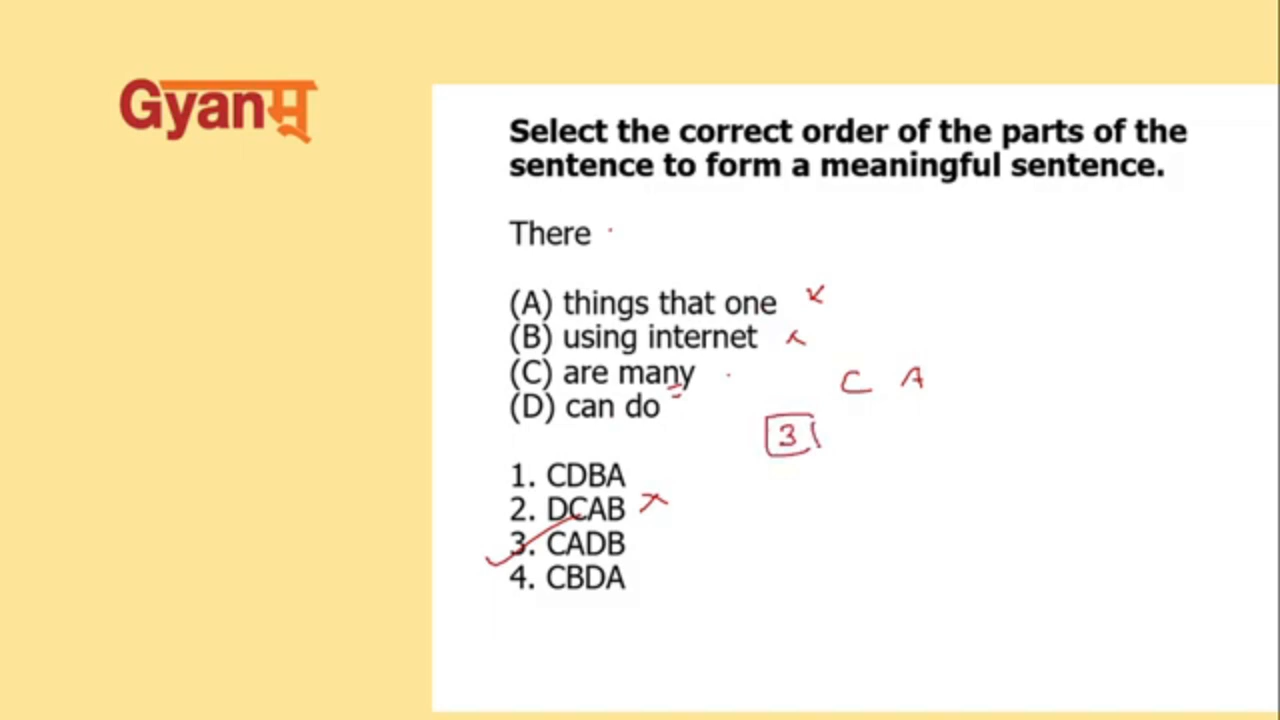 Gyanम्
Select the correct order of the parts of the
sentence to form a meaningful sentence.
There
(A) things that one
(B) using internet
(C) are many
(D) can do
C A
3
1. CDBA
2. DCAB
3. CADB
4. CBDA